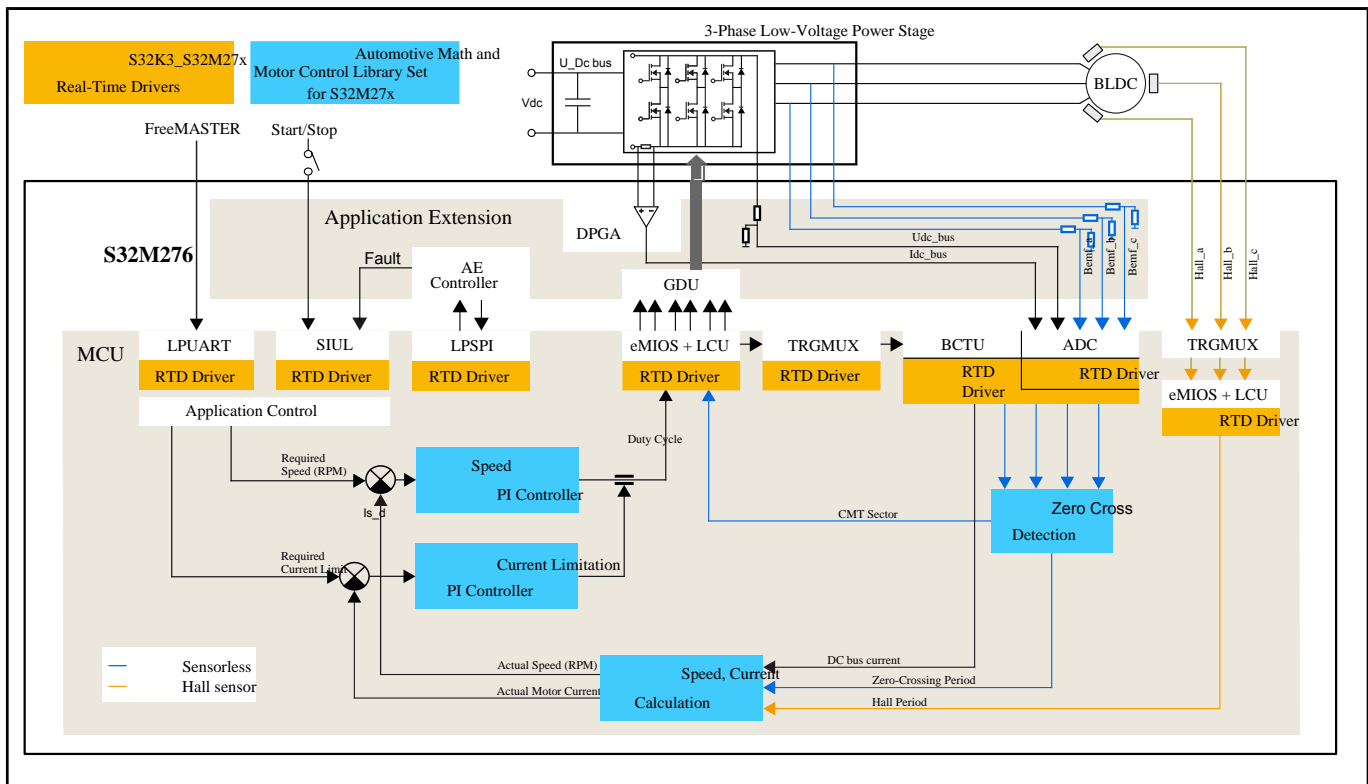 3-Phase Low-Voltage Power Stage
S32K3_S32M27x
Real-Time Drivers
Automotive Math and
Motor Control Library Set
for S32M27x
U_Dc bus
Vdc
BLDC
FreeMASTER
Start/Stop
Application Extension
DPGA
S32M276
Fault
AE
Controller
GDU
Udc_bus
Idc_bus
Bemf_a
Bemf_b
Bemf_c
Hall_a
Hall_b
Hall_c
MCU
LPUART
RTD Driver
SIUL
RTD Driver
LPSPI
RTD Driver
eMIOS + LCU
RTD Driver
TRGMUX
RTD Driver
BCTU
RTD
Driver
ADC
RTD Driver
TRGMUX
eMIOS + LCU
RTD Driver
Application Control
Duty Cycle
Required
Speed (RPM)
Is_d
Speed
PI Controller
CMT Sector
Zero Cross
Detection
Required
Current Limit
Current Limitation
PI Controller
Sensorless
Hall sensor
Actual Speed (RPM)
Actual Motor Current
Speed, Current
Calculation
DC bus current
Zero-Crossing Period
Hall Period